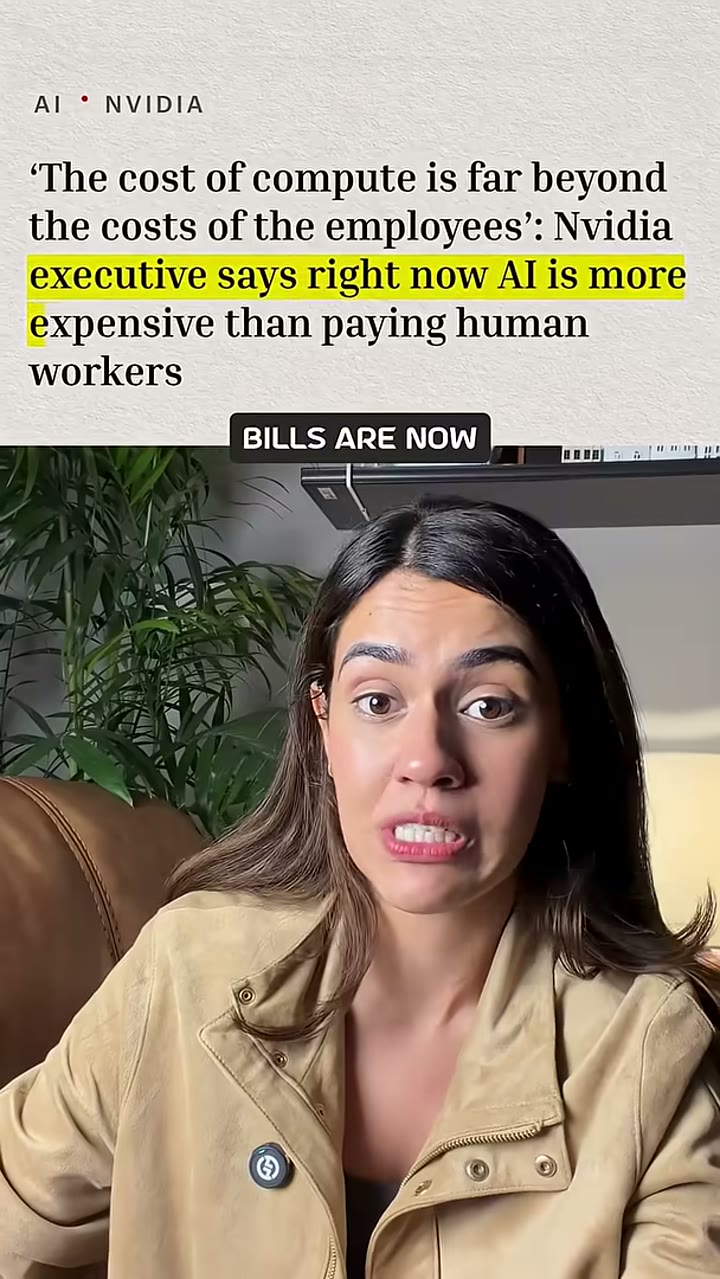 AI • NVIDIA
‘The cost of compute is far beyond
the costs of the employees’: Nvidia
executive says right now AI is more
expensive than paying human
workers
BILLS ARE NOW